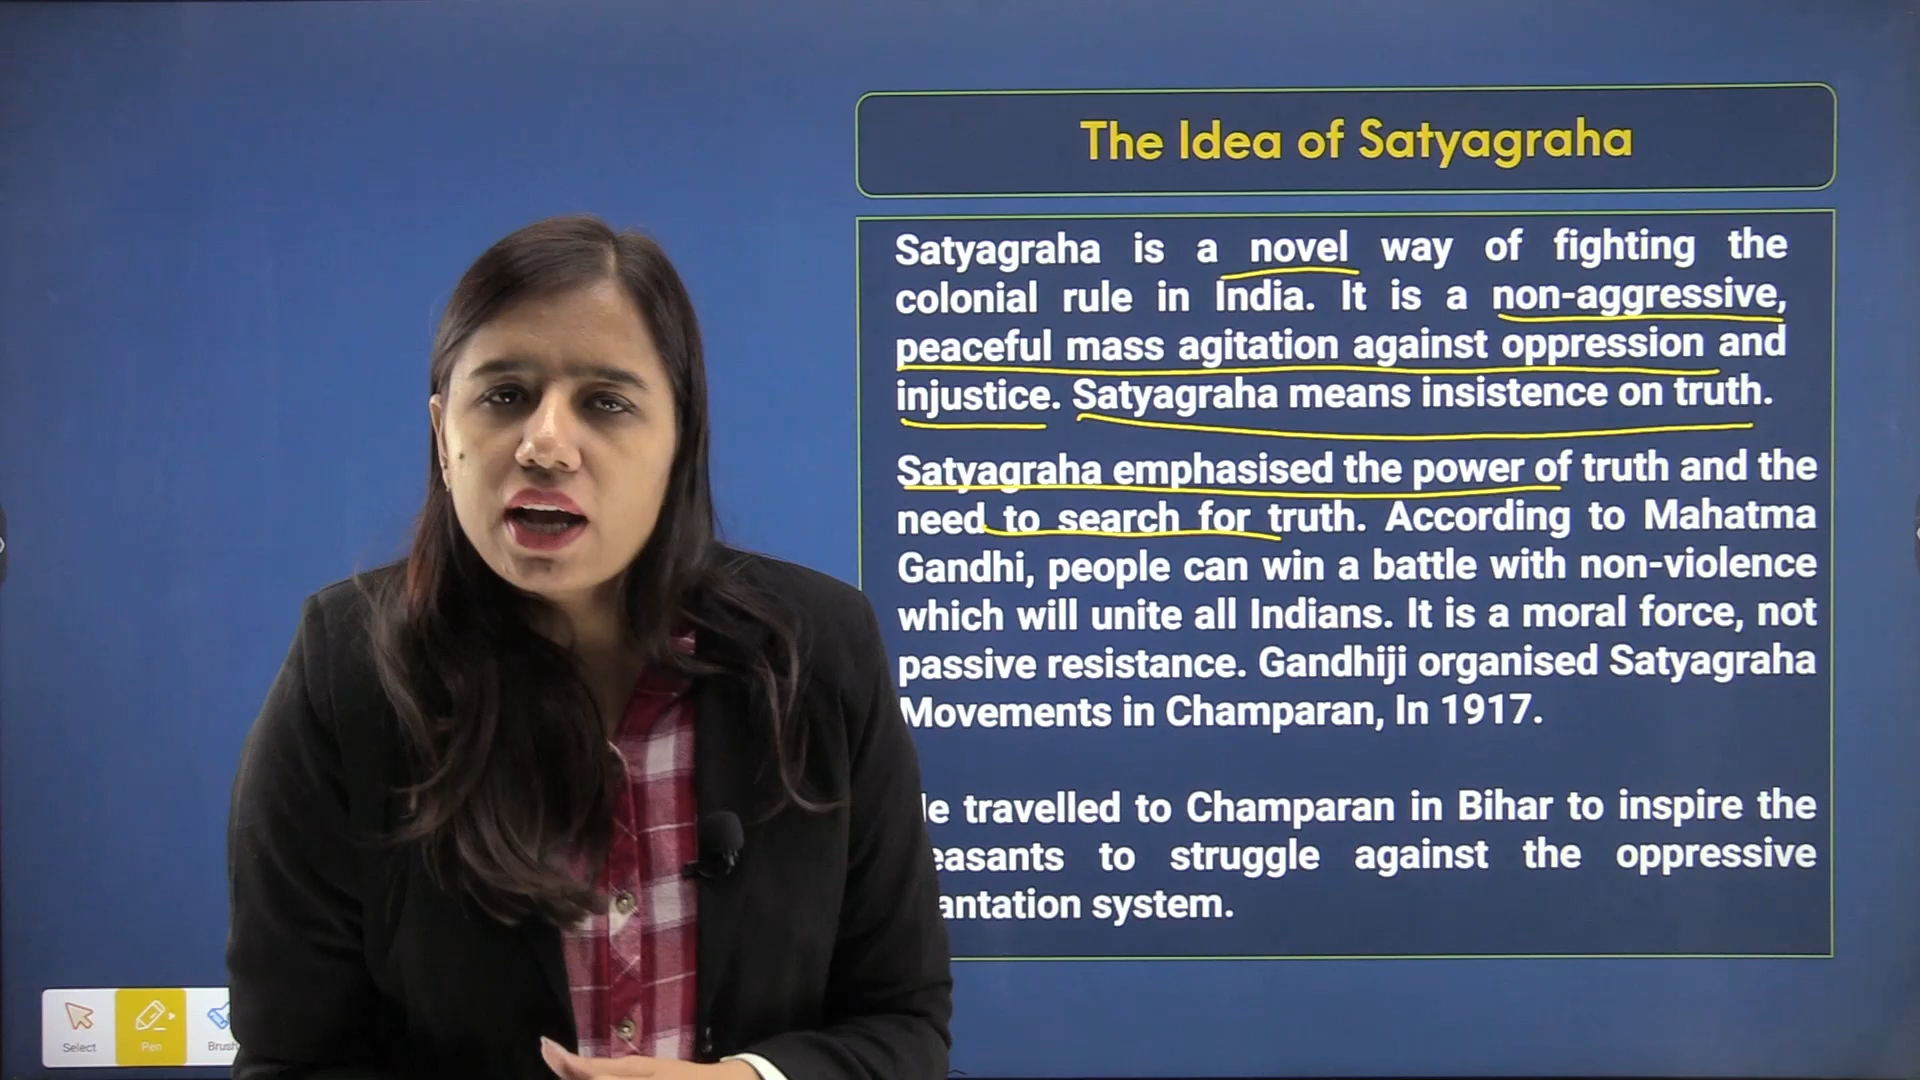 The Idea of Satyagraha
Satyagraha is a novel way of fighting the
colonial rule in India. It is a non-aggressive,
peaceful mass agitation against oppression and
injustice. Satyagraha means insistence on truth.
Satyagraha emphasised the power of truth and the
need to search for truth. According to Mahatma
Gandhi, people can win a battle with non-violence
which will unite all Indians. It is a moral force, not
passive resistance. Gandhiji organised Satyagraha
Movements in Champaran, In 1917.
travelled to Champaran in Bihar to inspire the
easants to struggle against the oppressive
antation system.
Select
Pen
Brush